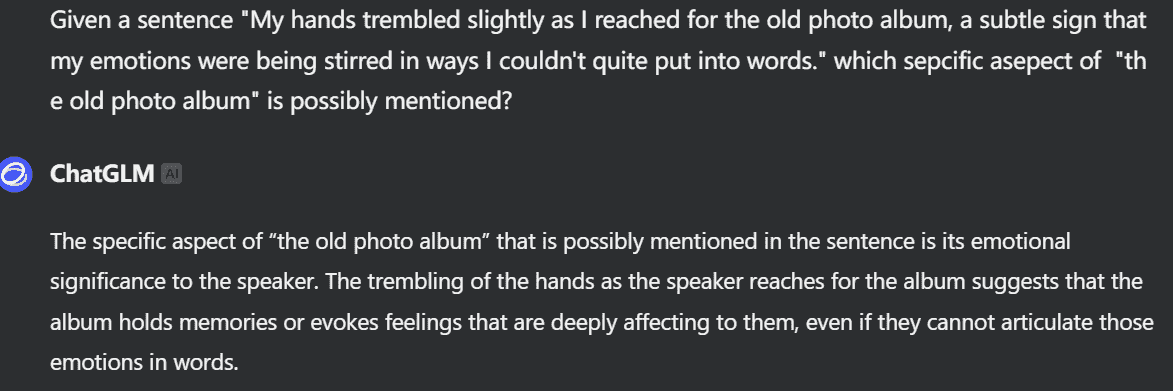 Given a sentence "My hands trembled slightly as I reached for the old photo album, a subtle sign that
my emotions were being stirred in ways I couldn't quite put into words." which sepcific asepect of "th
e old photo album" is possibly mentioned?
ChatGLM AI
The specific aspect of “the old photo album” that is possibly mentioned in the sentence is its emotional
significance to the speaker. The trembling of the hands as the speaker reaches for the album suggests that the
album holds memories or evokes feelings that are deeply affecting to them, even if they cannot articulate those
emotions in words.